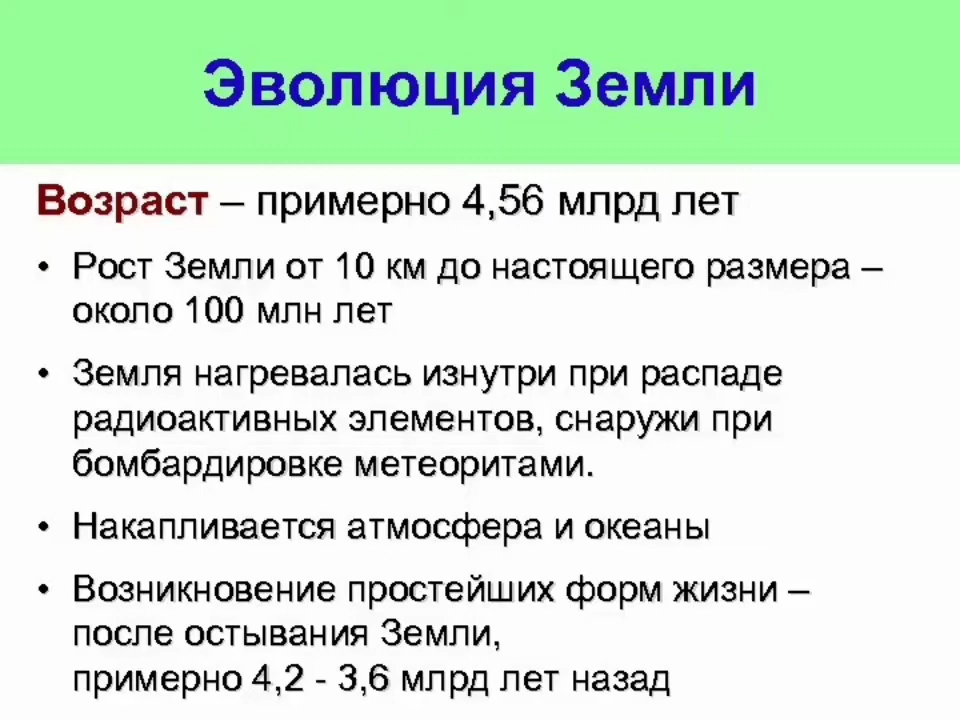 Эволюция Земли
Возраст – примерно 4,56 млрд лет
• Рост Земли от 10 км до настоящего размера –
около 100 млн лет
• Земля нагревалась изнутри при распаде
радиоактивных элементов, снаружи при
бомбардировке метеоритами.
• Накапливается атмосфера и океаны
• Возникновение простейших форм жизни –
после остывания Земли,
примерно 4,2 - 3,6 млрд лет назад